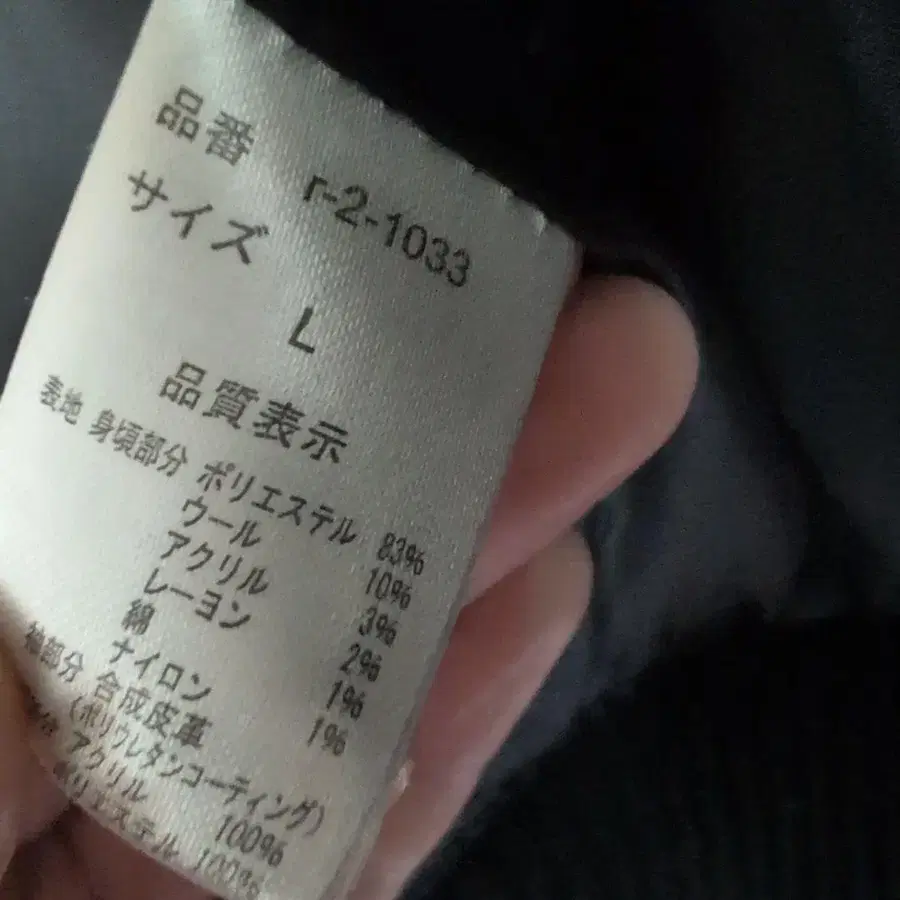 品番 r-2-1033
サイズ
L
品質表示
表地 身頃部分 ポリエステル 83%
ウール 10%
アクリル 3%
レーヨン 2%
綿 1%
ナイロン 1%
袖部分 合成皮革
(ポリウレタンコーティング)
アクリル 100%
ポリエステル 100%